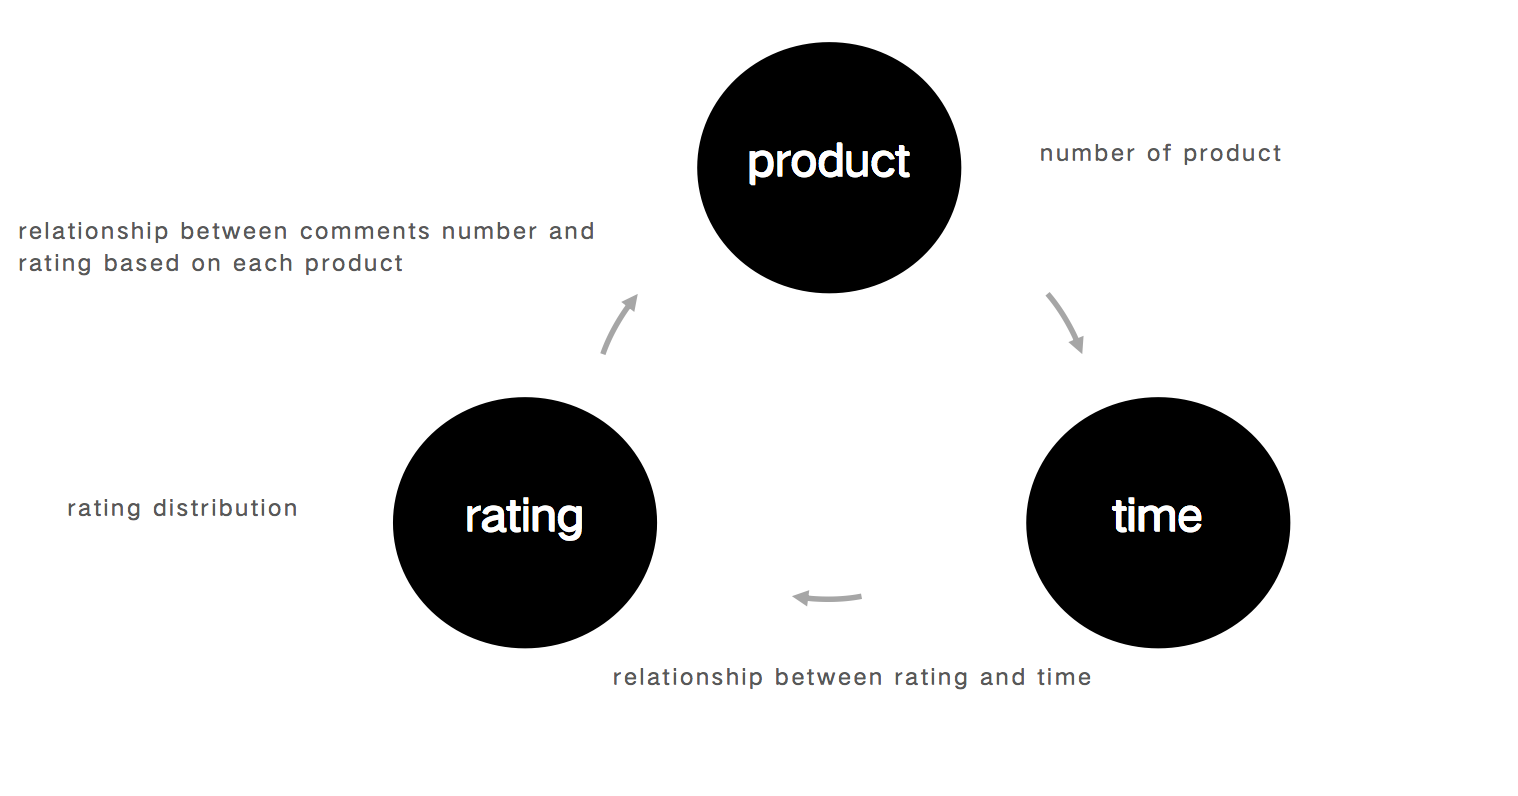 product
number of product
relationship between comments number and
rating based on each product
rating distribution
rating
time
relationship between rating and time